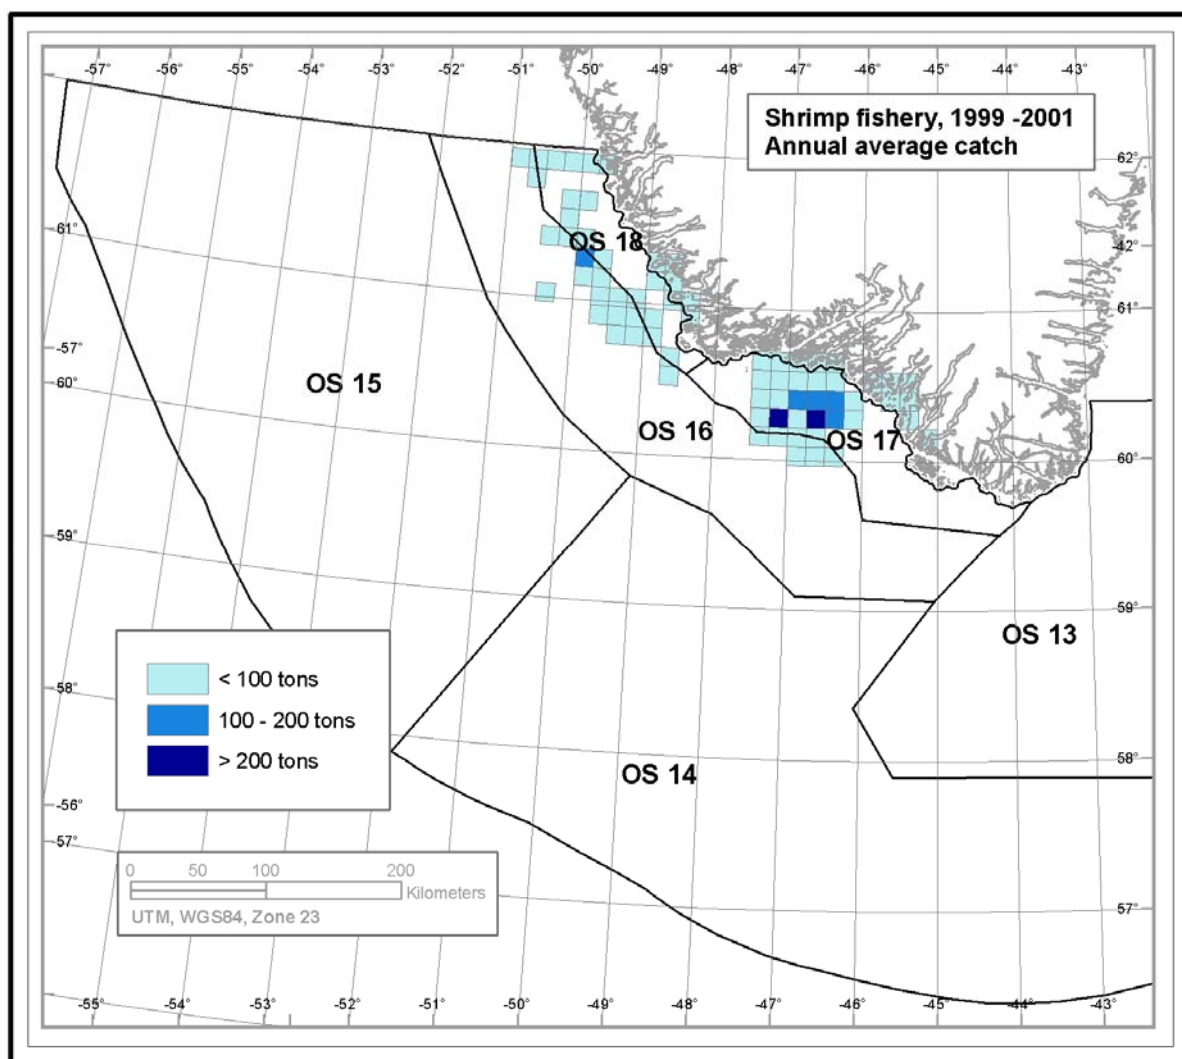 -57° -56° -55° -54° -53° -52° -51° -50° -49° -48° -47° -46° -45° -44° -43°
Shrimp fishery, 1999 -2001
Annual average catch
62°
-61°
OS 18
-42°
61°
-57°
60°
OS 15
OS 16
OS 17
60°
-59°
59°
OS 13
< 100 tons
-58°
100 - 200 tons
> 200 tons
58°
OS 14
-56°
-57°
0 50 100 200
Kilometers
UTM, WGS84, Zone 23
57°
-55° -54° -53° -52° -51° -50° -49° -48° -47° -46° -45° -44° -43°